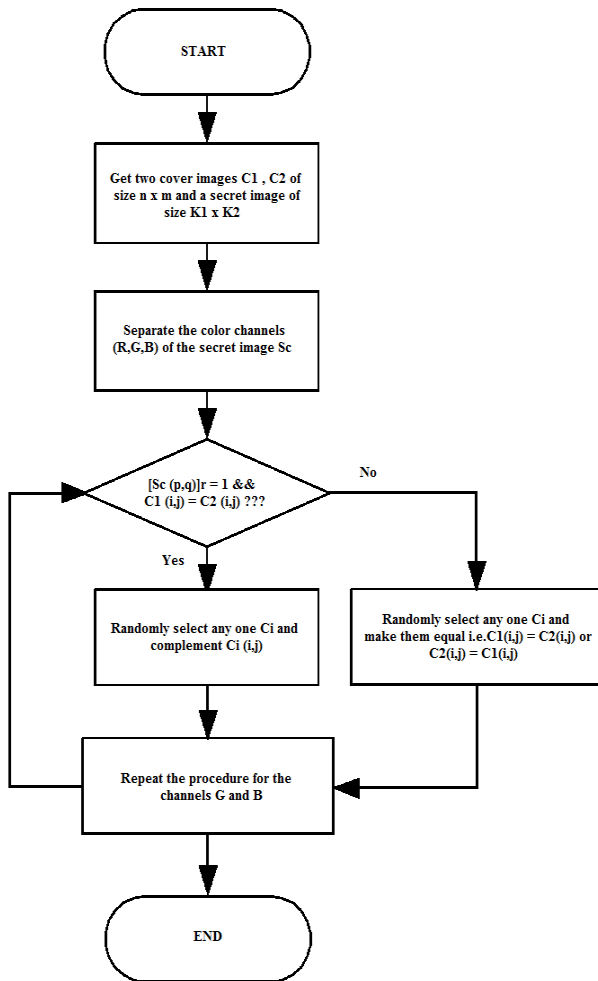 START
Get two cover images C1 , C2 of
size n x m and a secret image of
size K1 x K2
Separate the color channels
(R,G,B) of the secret image Sc
[Sc (p,q)]r = 1 &&
C1 (i,j) = C2 (i,j) ???
No
Yes
Randomly select any one Ci and
complement Ci (i,j)
Randomly select any one Ci and
make them equal i.e.C1(i,j) = C2(i,j) or
C2(i,j) = C1(i,j)
Repeat the procedure for the
channels G and B
END